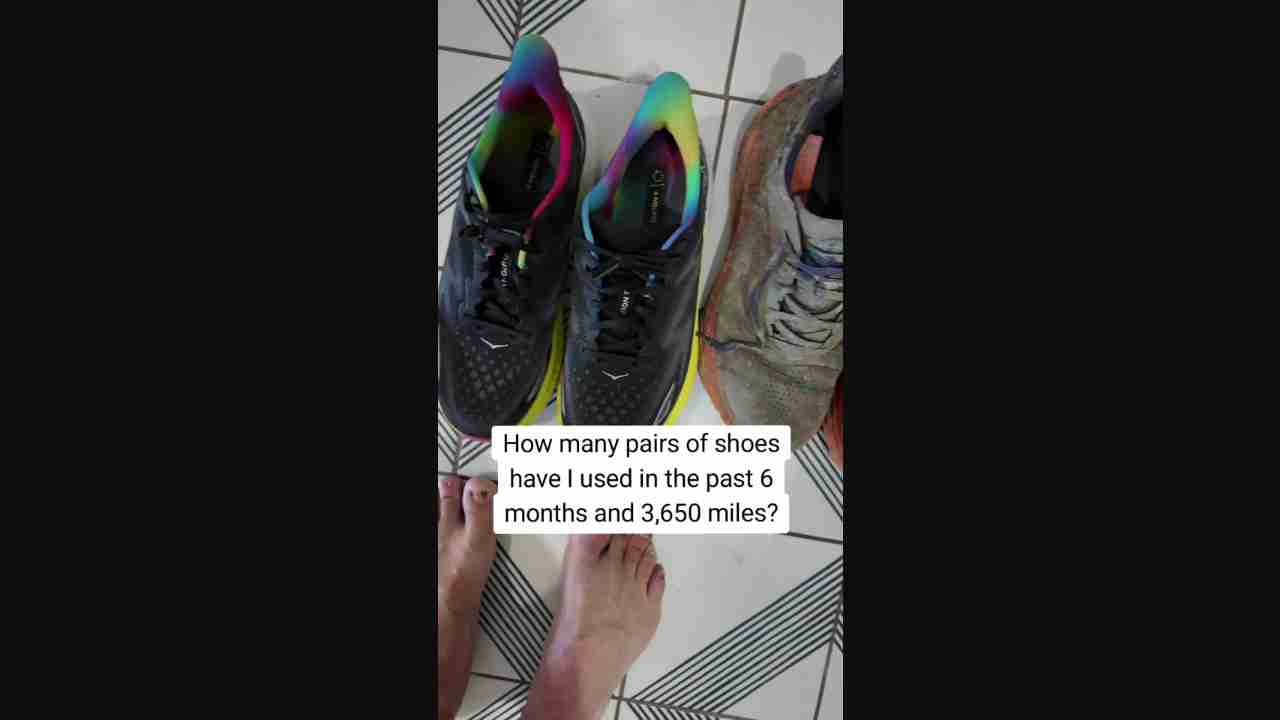 How many pairs of shoes
have I used in the past 6
months and 3,650 miles?